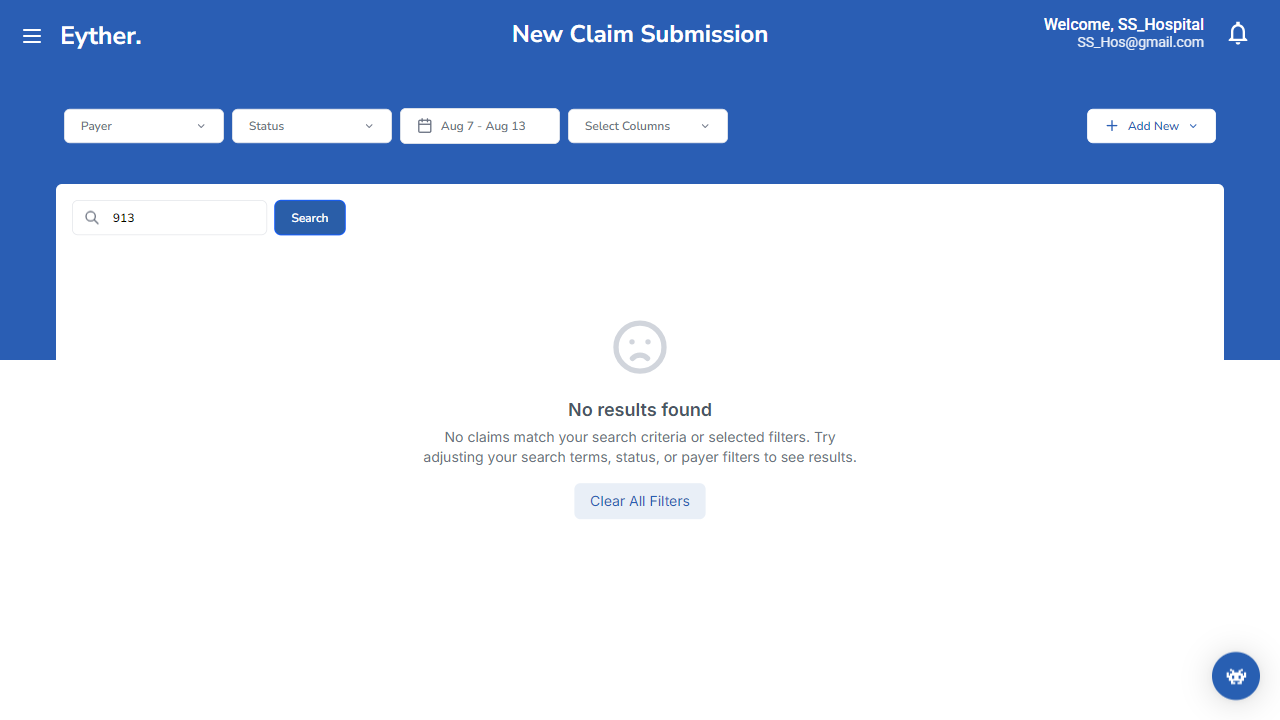 Eyther.
New Claim Submission
Welcome, SS_Hospital
SS_Hos@gmail.com
Payer
Status
Aug 7 - Aug 13
Select Columns
Add New
913
Search
No results found
No claims match your search criteria or selected filters. Try
adjusting your search terms, status, or payer filters to see results.
Clear All Filters